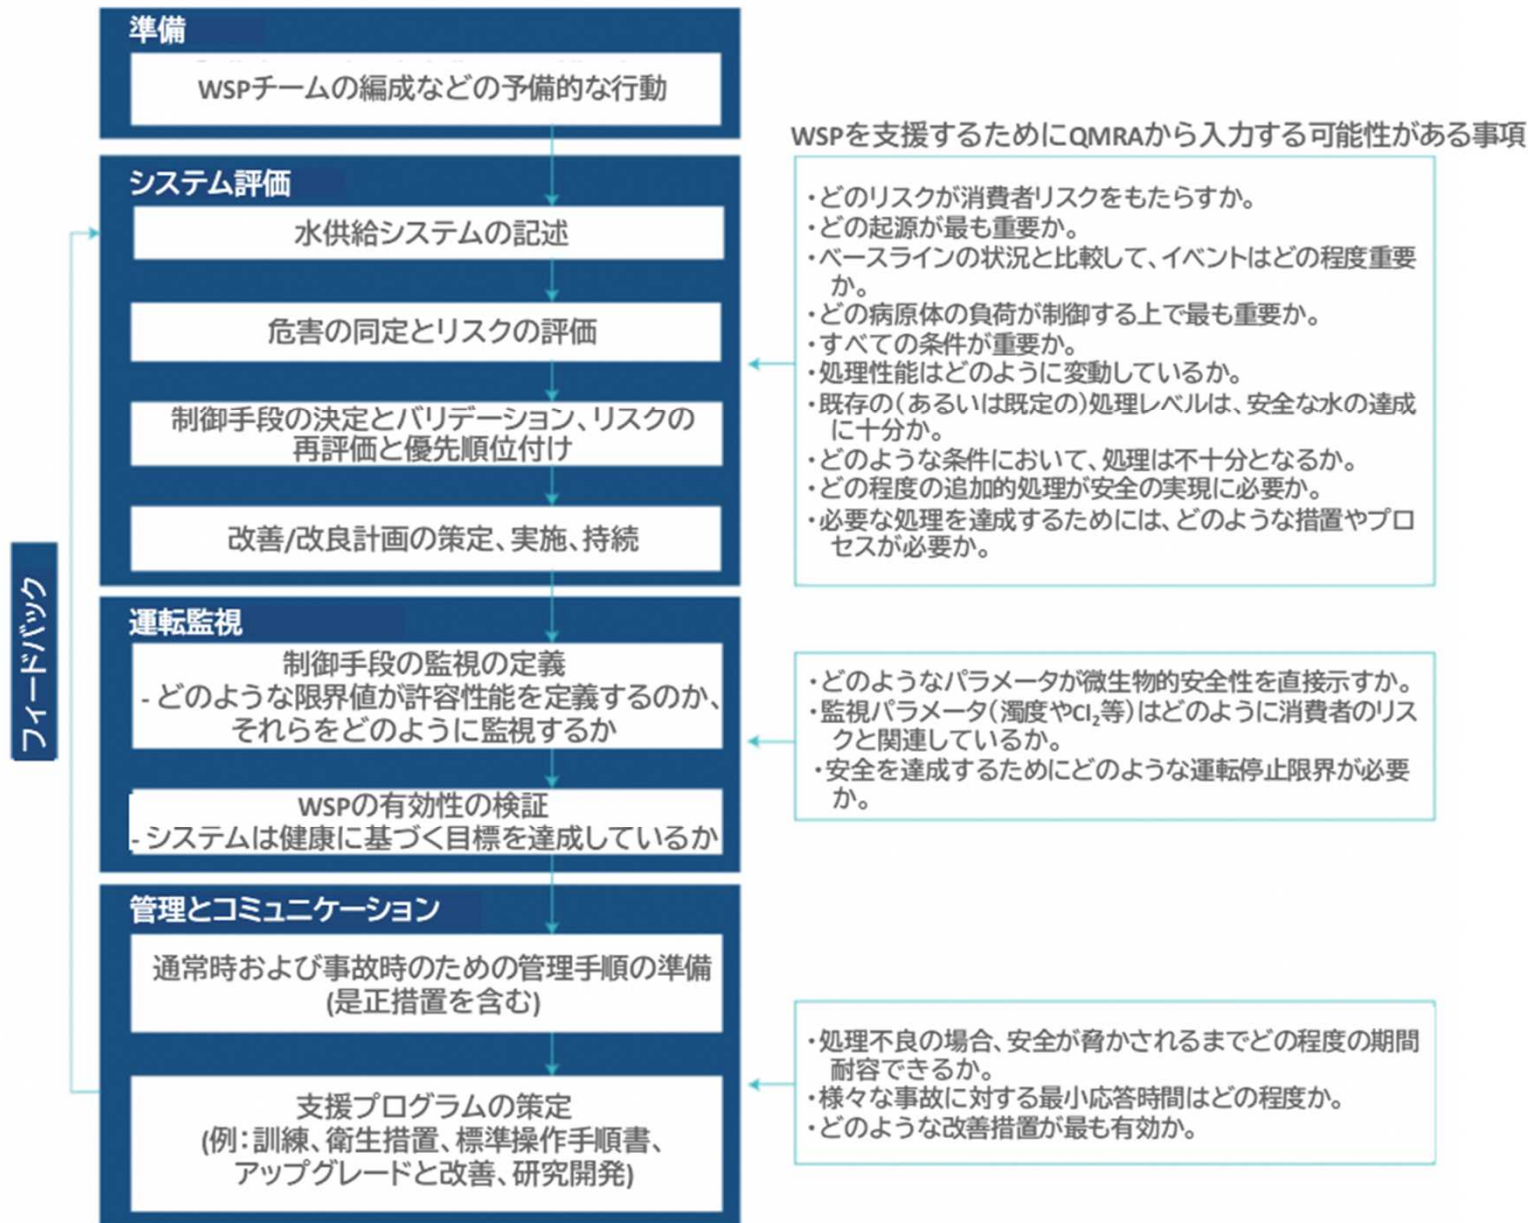 準備
WSPチームの編成などの予備的な行動
システム評価
水供給システムの記述
危害の同定とリスクの評価
制御手段の決定とバリデーション、リスクの
再評価と優先順位付け
改善/改良計画の策定、実施、持続
運転監視
制御手段の監視の定義
- どのような限界値が許容性能を定義するのか、
それらをどのように監視するか
WSPの有効性の検証
- システムは健康に基づく目標を達成しているか
管理とコミュニケーション
通常時および事故時のための管理手順の準備
(是正措置を含む)
支援プログラムの策定
(例：訓練、衛生措置、標準操作手順書、
アップグレードと改善、研究開発)
フィードバック
WSPを支援するためにQMRAから入力する可能性がある事項
・どのリスクが消費者リスクをもたらすか。
・どの起源が最も重要か。
・ベースラインの状況と比較して、イベントはどの程度重要
か。
・どの病原体の負荷が制御する上で最も重要か。
・すべての条件が重要か。
・処理性能はどのように変動しているか。
・既存の（あるいは既定の）処理レベルは、安全な水の達成
に十分か。
・どのような条件において、処理は不十分となるか。
・どの程度の追加的処理が安全の実現に必要か。
・必要な処理を達成するためには、どのような措置やプロ
セスが必要か。
・どのようなパラメータが微生物的安全性を直接示すか。
・監視パラメータ（濁度やCl₂等）はどのように消費者のリス
クと関連しているか。
・安全を達成するためにどのような運転停止限界が必要
か。
・処理不良の場合、安全が脅かされるまでどの程度の期間
耐容できるか。
・様々な事故に対する最小応答時間はどの程度か。
・どのような改善措置が最も有効か。